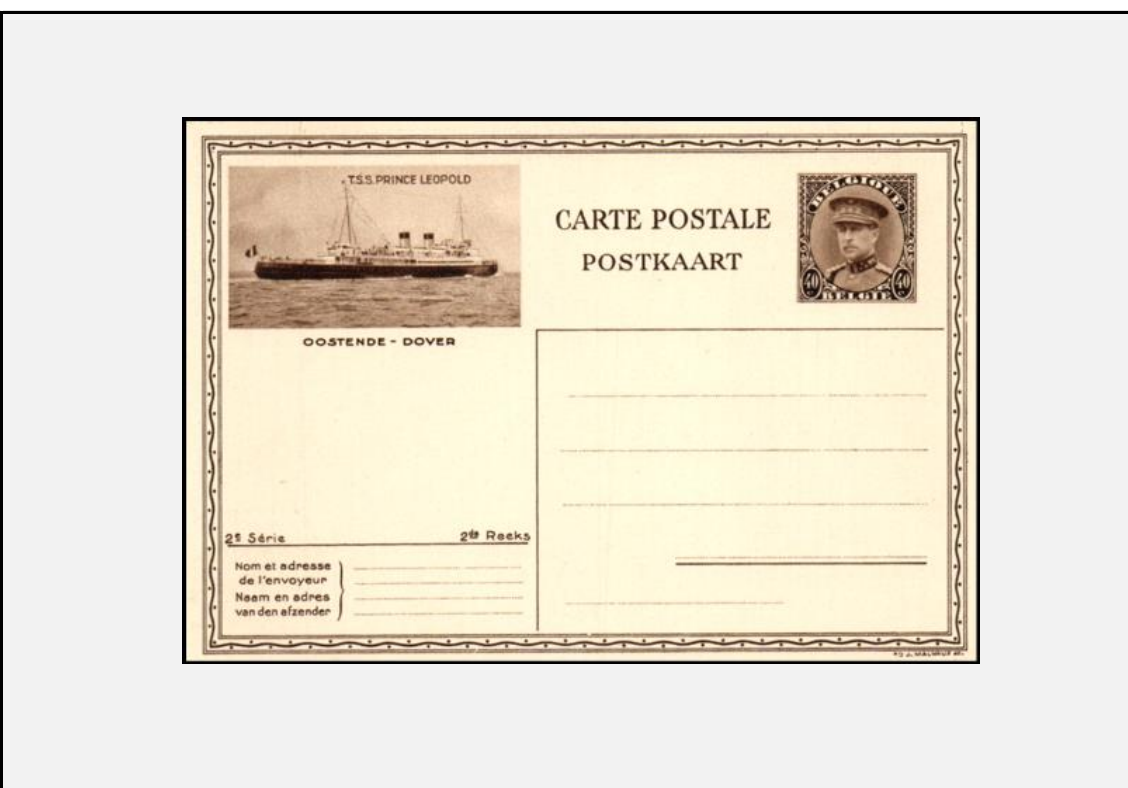 T.S.S. PRINCE LEOPOLD
OOSTENDE - DOVER
CARTE POSTALE
POSTKAART
BELGIQUE
40 40
BELGIE
2e Série 2de Reeks
Nom et adresse
de l'envoyeur
Naam en adres
van den afzender